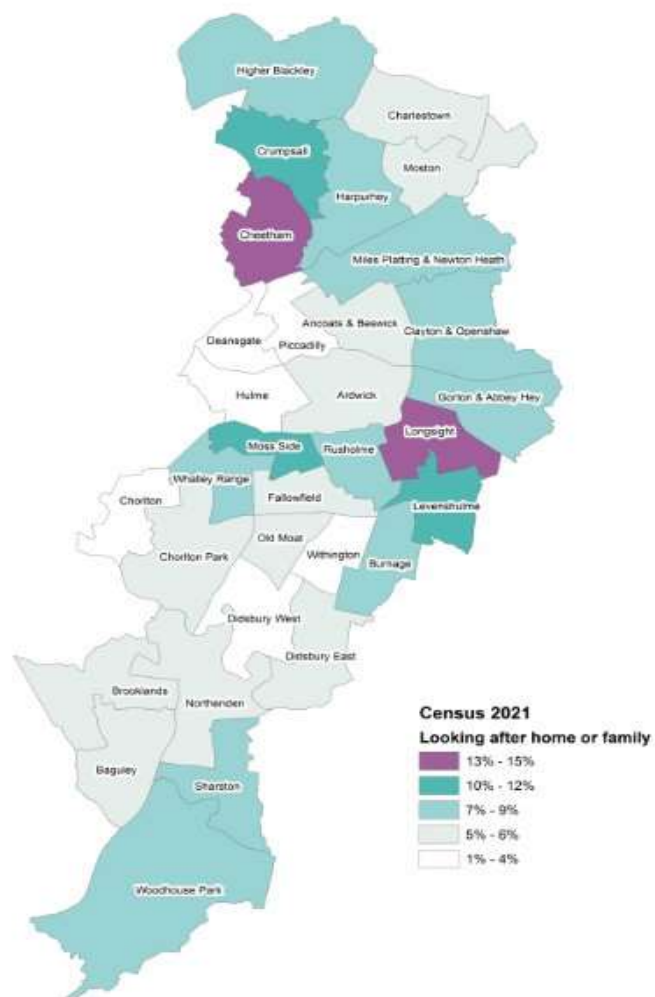 Higher Blackley
Charlestown
Crumpsall
Moston
Harpurhey
Cheetham
Miles Platting & Newton Heath
Ancoats & Beswick
Deansgate
Piccadilly
Clayton & Openshaw
Hulme
Ardwick
Gorton & Abbey Hey
Longsight
Moss Side
Rusholme
Whalley Range
Chorlton
Fallowfield
Levenshulme
Old Moat
Chorlton Park
Withington
Burnage
Didsbury West
Didsbury East
Brooklands
Northenden
Baguley
Sharston
Woodhouse Park
Census 2021
Looking after home or family
13% - 15%
10% - 12%
7% - 9%
5% - 6%
1% - 4%